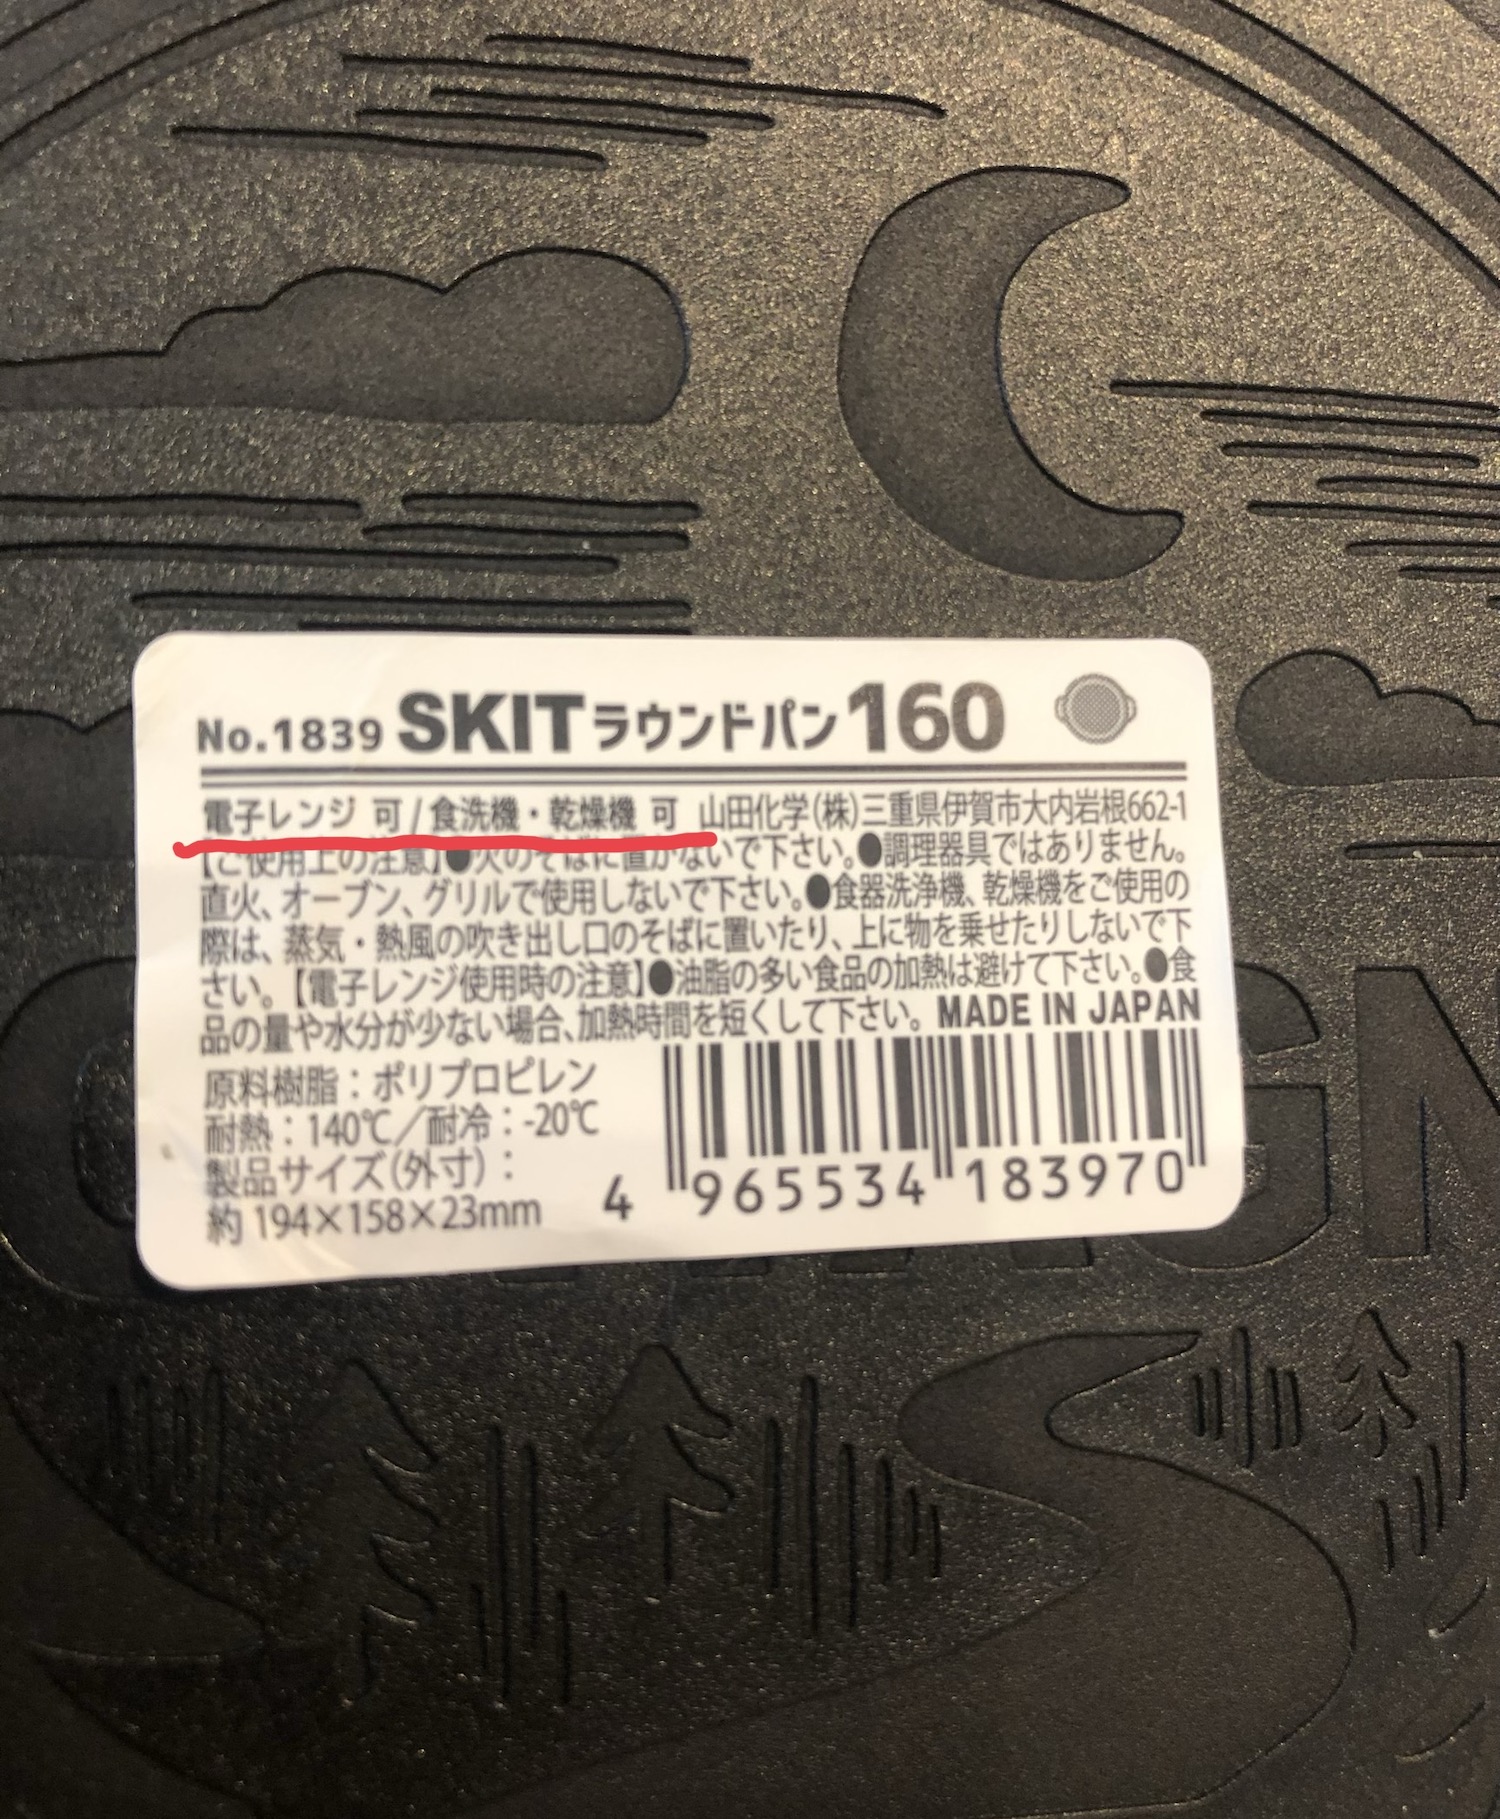 No.1839 SKITラウンドパン160
電子レンジ 可/食洗機・乾燥機 可 山田化学(株)三重県伊賀市大内岩根662-1
【ご使用上の注意】●火のそばに置かないで下さい。●調理器具ではありません。
直火、オーブン、グリルで使用しないで下さい。●食器洗浄機、乾燥機をご使用の
際は、蒸気・熱風の吹き出し口のそばに置いたり、上に物を乗せたりしないで下
さい。【電子レンジ使用時の注意】●油脂の多い食品の加熱は避けて下さい。●食
品の量や水分が少ない場合、加熱時間を短くして下さい。MADE IN JAPAN
原料樹脂：ポリプロピレン
耐熱：140℃／耐冷：-20℃
製品サイズ(外寸)：
約194×158×23mm
4 965534 183970